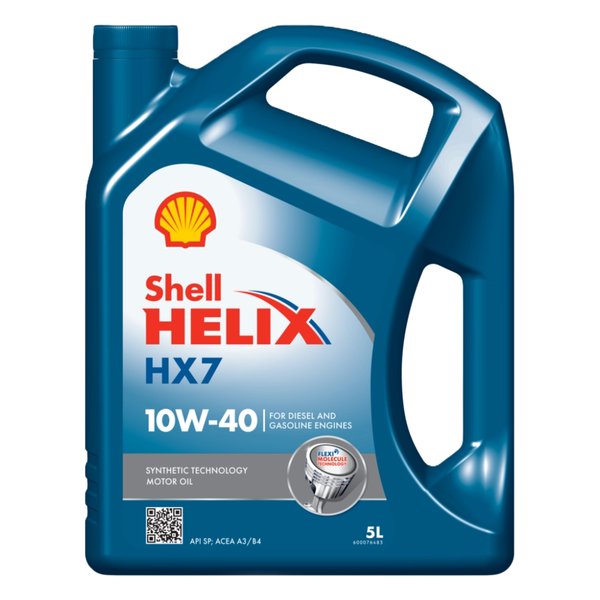 Shell
HELIX
HX7
10W-40
FOR DIESEL AND
GASOLINE ENGINES
SYNTHETIC TECHNOLOGY
MOTOR OIL
FLEXI
MOLECULE
TECHNOLOGY
API SP; ACEA A3/B4
5L
600076483